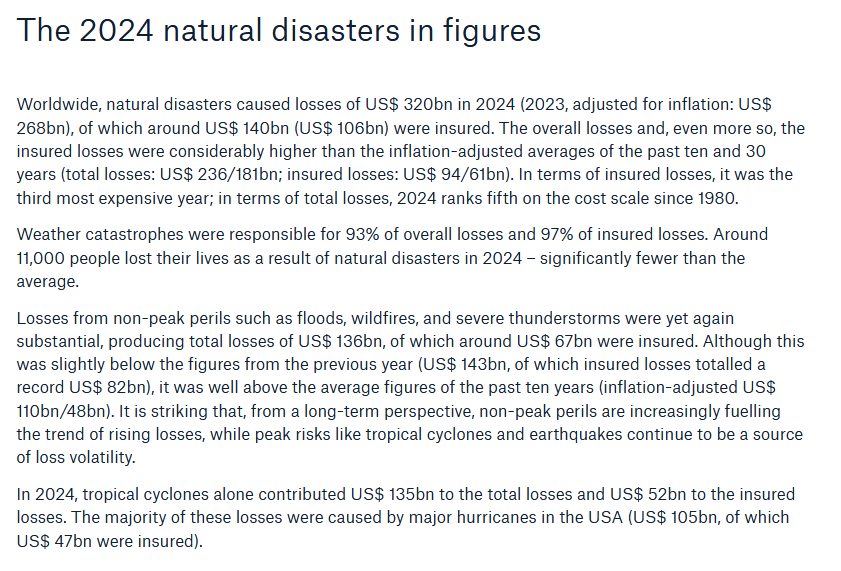 The 2024 natural disasters in figures
Worldwide, natural disasters caused losses of US$ 320bn in 2024 (2023, adjusted for inflation: US$
268bn), of which around US$ 140bn (US$ 106bn) were insured. The overall losses and, even more so, the
insured losses were considerably higher than the inflation-adjusted averages of the past ten and 30
years (total losses: US$ 236/181bn; insured losses: US$ 94/61bn). In terms of insured losses, it was the
third most expensive year; in terms of total losses, 2024 ranks fifth on the cost scale since 1980.
Weather catastrophes were responsible for 93% of overall losses and 97% of insured losses. Around
11,000 people lost their lives as a result of natural disasters in 2024 – significantly fewer than the
average.
Losses from non-peak perils such as floods, wildfires, and severe thunderstorms were yet again
substantial, producing total losses of US$ 136bn, of which around US$ 67bn were insured. Although this
was slightly below the figures from the previous year (US$ 143bn, of which insured losses totalled a
record US$ 82bn), it was well above the average figures of the past ten years (inflation-adjusted US$
110bn/48bn). It is striking that, from a long-term perspective, non-peak perils are increasingly fuelling
the trend of rising losses, while peak risks like tropical cyclones and earthquakes continue to be a source
of loss volatility.
In 2024, tropical cyclones alone contributed US$ 135bn to the total losses and US$ 52bn to the insured
losses. The majority of these losses were caused by major hurricanes in the USA (US$ 105bn, of which
US$ 47bn were insured).